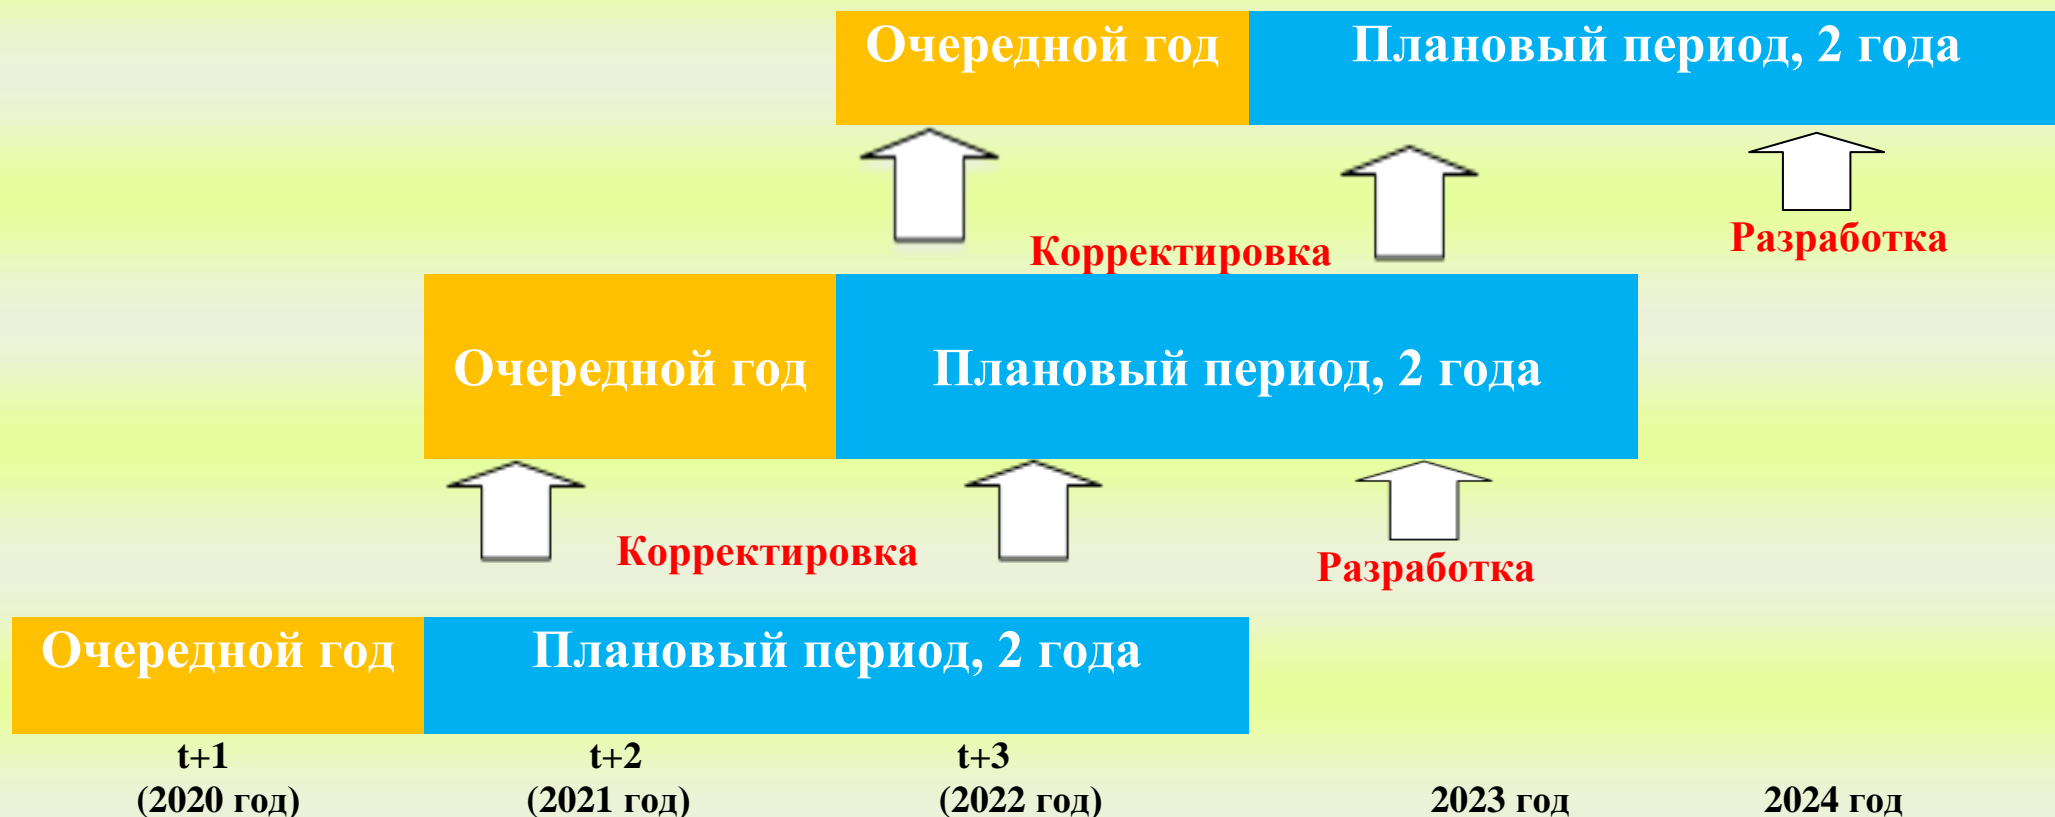 Очередной год
Плановый период, 2 года
Корректировка
Разработка
Очередной год
Плановый период, 2 года
Корректировка
Разработка
Очередной год
Плановый период, 2 года
t+1
(2020 год)
t+2
(2021 год)
t+3
(2022 год)
2023 год
2024 год